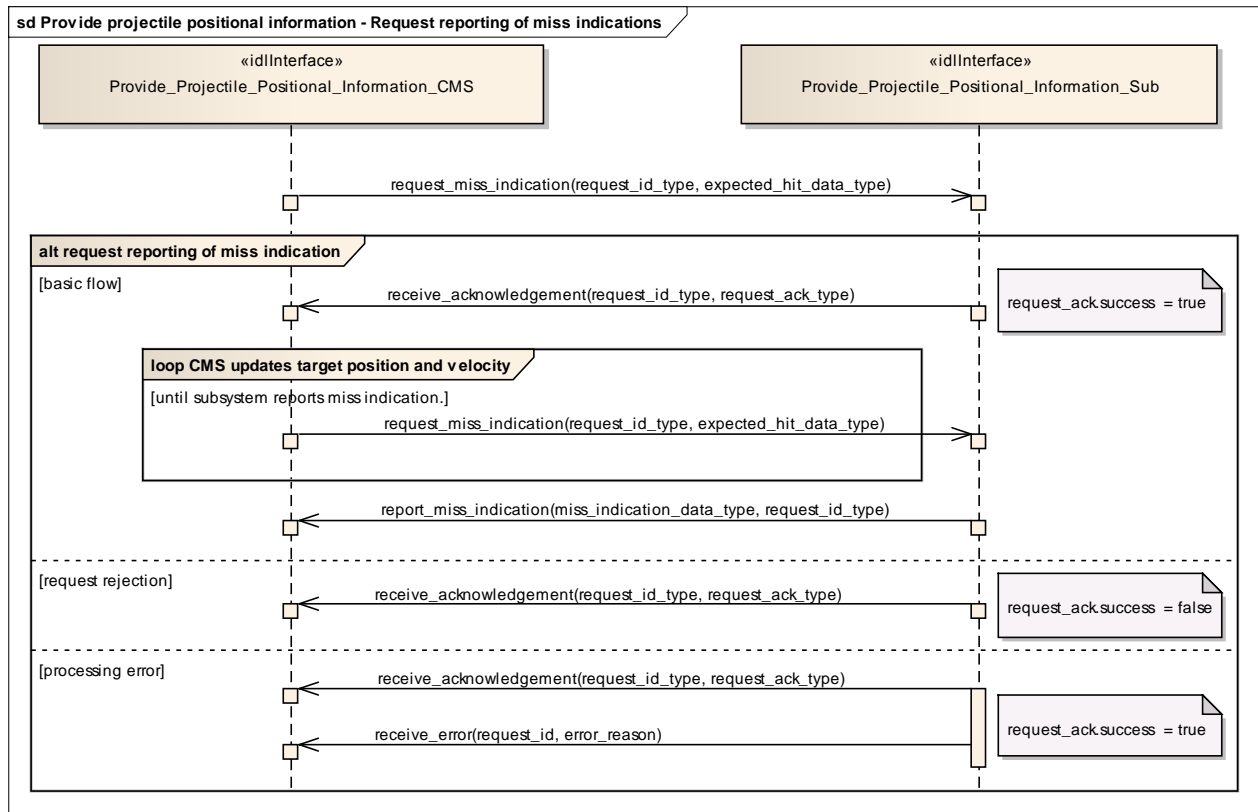 sd Provide projectile positional information - Request reporting of miss indications
«idlInterface»
Provide_Projectile_Positional_Information_CMS
«idlInterface»
Provide_Projectile_Positional_Information_Sub
request_miss_indication(request_id_type, expected_hit_data_type)
alt request reporting of miss indication
[basic flow]
receive_acknowledgement(request_id_type, request_ack_type)
request_ack.success = true
loop CMS updates target position and velocity
[until subsystem reports miss indication.]
request_miss_indication(request_id_type, expected_hit_data_type)
report_miss_indication(miss_indication_data_type, request_id_type)
[request rejection]
receive_acknowledgement(request_id_type, request_ack_type)
request_ack.success = false
[processing error]
receive_acknowledgement(request_id_type, request_ack_type)
receive_error(request_id, error_reason)
request_ack.success = true